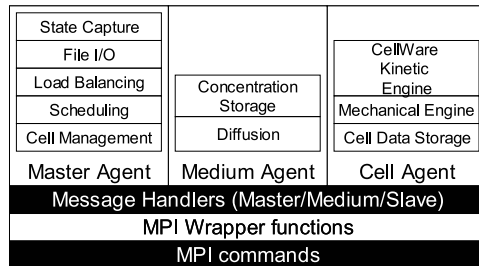 State Capture
File I/O
Load Balancing
Scheduling
Cell Management
Master Agent
Concentration
Storage
Diffusion
Medium Agent
CellWare
Kinetic
Engine
Mechanical Engine
Cell Data Storage
Cell Agent
Message Handlers (Master/Medium/Slave)
MPI Wrapper functions
MPI commands